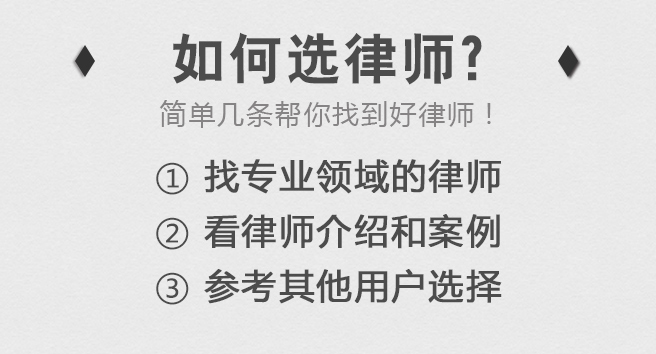 如何选律师?
简单几条帮你找到好律师！
① 找专业领域的律师
② 看律师介绍和案例
③ 参考其他用户选择